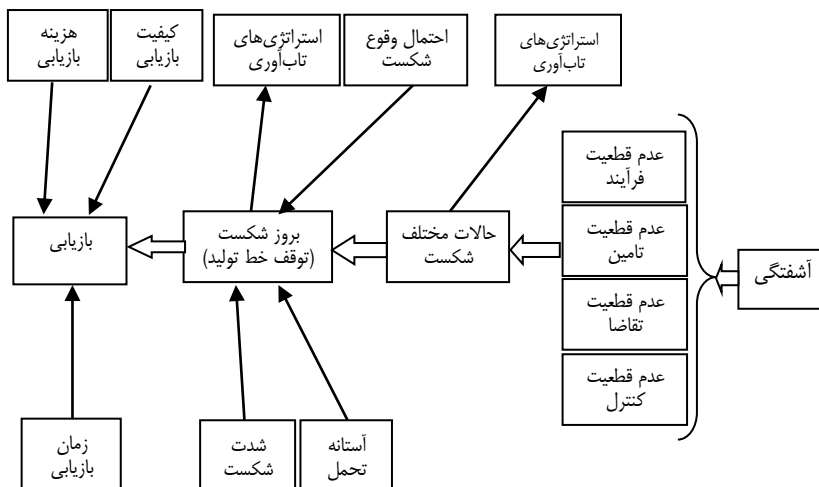 هزینه
بازیابی
کیفیت
بازیابی
استراتژی‌های
تاب‌آوری
احتمال وقوع
شکست
استراتژی‌های
تاب‌آوری
عدم قطعیت
فرآیند
عدم قطعیت
تامین
عدم قطعیت
تقاضا
عدم قطعیت
کنترل
آشفتگی
حالات مختلف
شکست
بروز شکست
(توقف خط تولید)
بازیابی
زمان
بازیابی
شدت
شکست
آستانه
تحمل